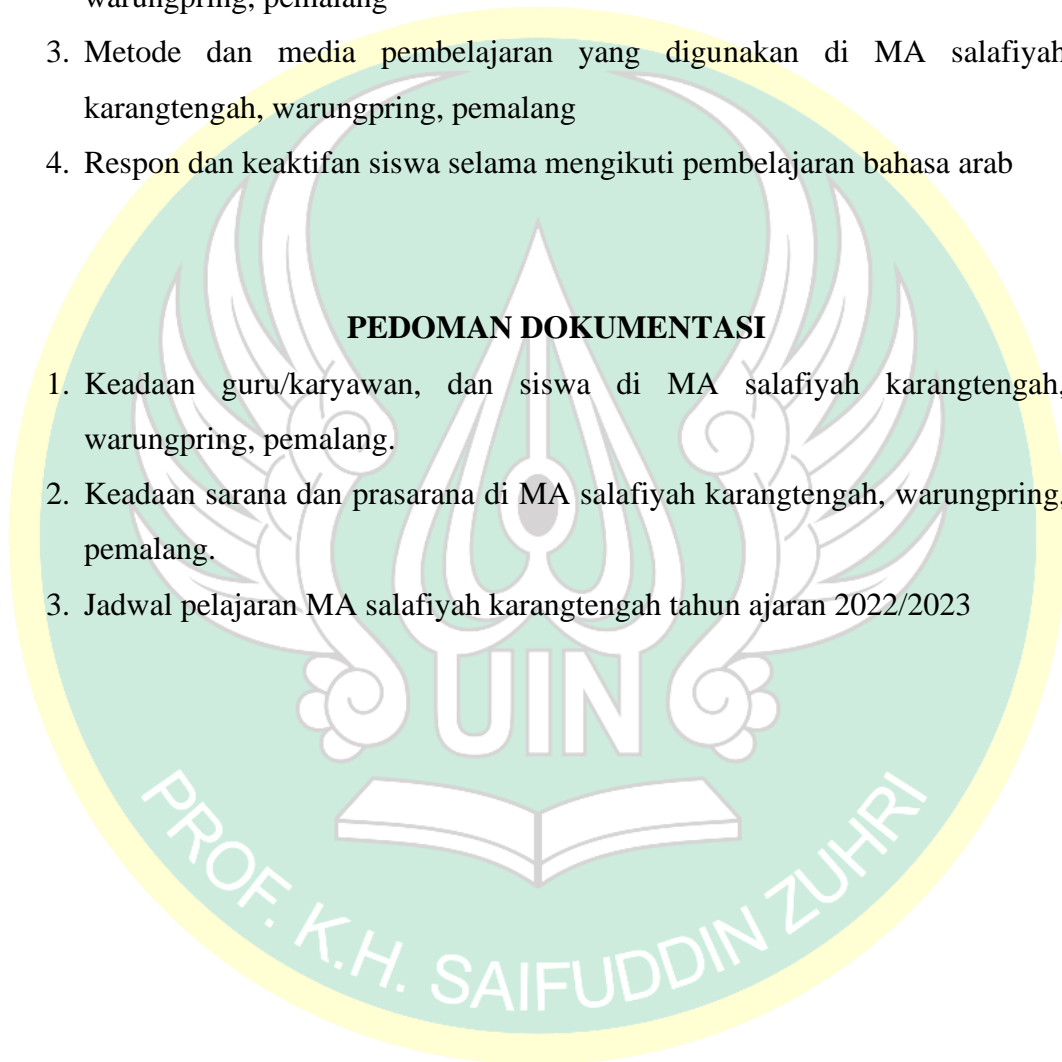 warungpring, pemalang
3. Metode dan media pembelajaran yang digunakan di MA salafiyah
karangtengah, warungpring, pemalang
4. Respon dan keaktifan siswa selama mengikuti pembelajaran bahasa arab
PEDOMAN DOKUMENTASI
1. Keadaan guru/karyawan, dan siswa di MA salafiyah karangtengah,
warungpring, pemalang.
2. Keadaan sarana dan prasarana di MA salafiyah karangtengah, warungpring,
pemalang.
3. Jadwal pelajaran MA salafiyah karangtengah tahun ajaran 2022/2023
UIN
PROF. K.H. SAIFUDDIN ZUHRI